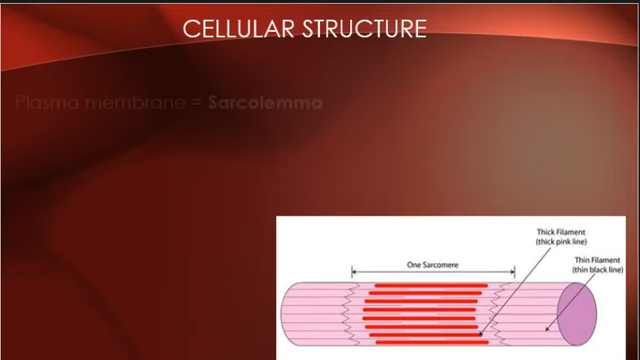 CELLULAR STRUCTURE
Plasma membrane = Sarcolemma
Thick Filament
(thick pink line)
One Sarcomere
Thin Filament
(thin black line)